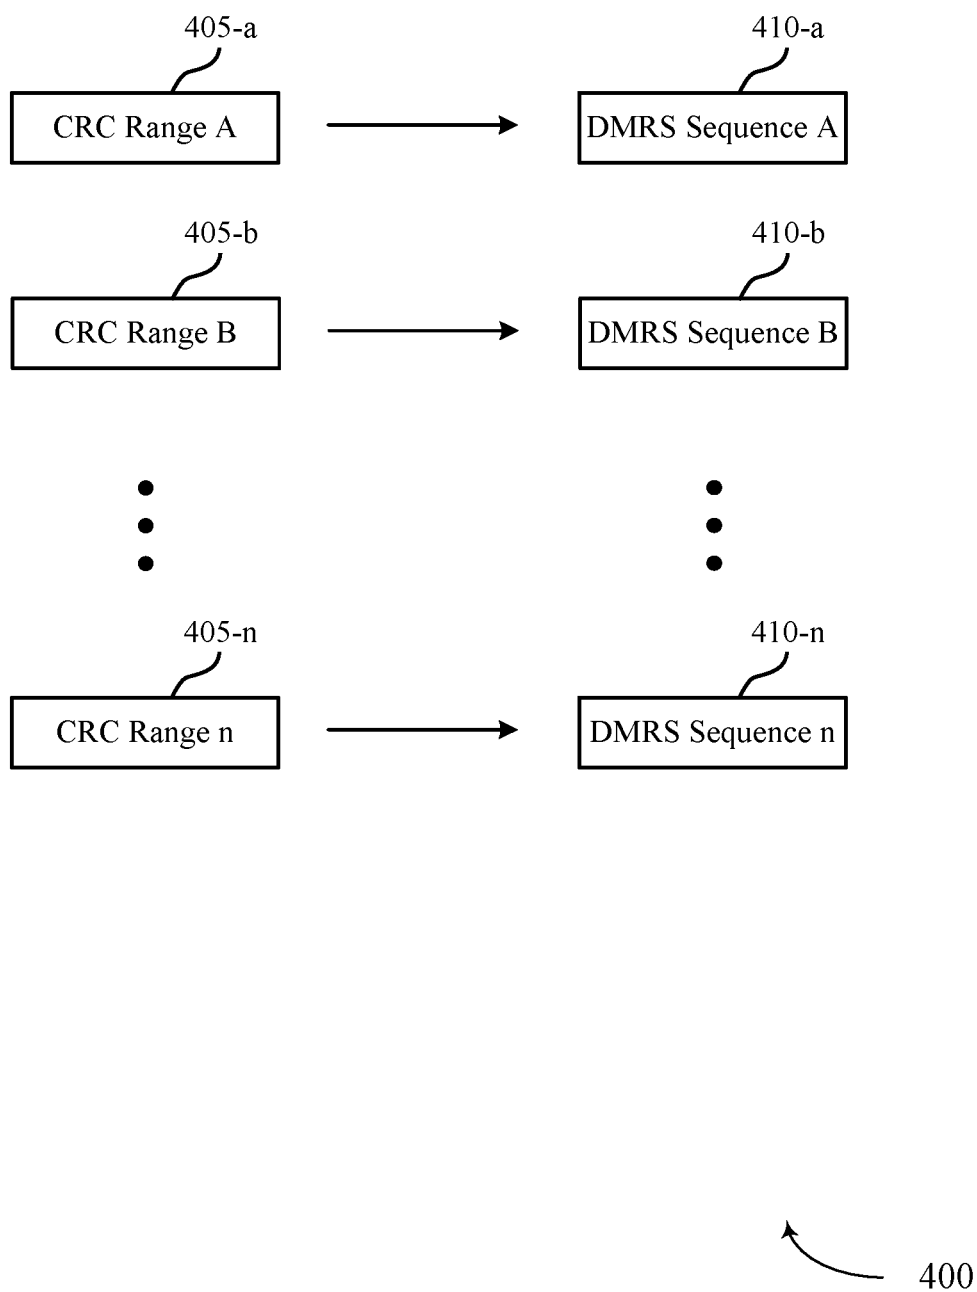 405-a
410-a
CRC Range A
DMRS Sequence A
405-b
410-b
CRC Range B
DMRS Sequence B
405-n
410-n
CRC Range n
DMRS Sequence n
400